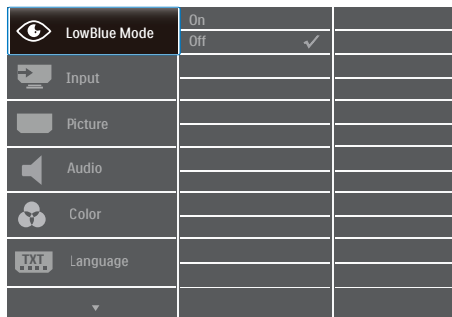 LowBlue Mode
On
Off
Input
Picture
Audio
Color
TXT
Language